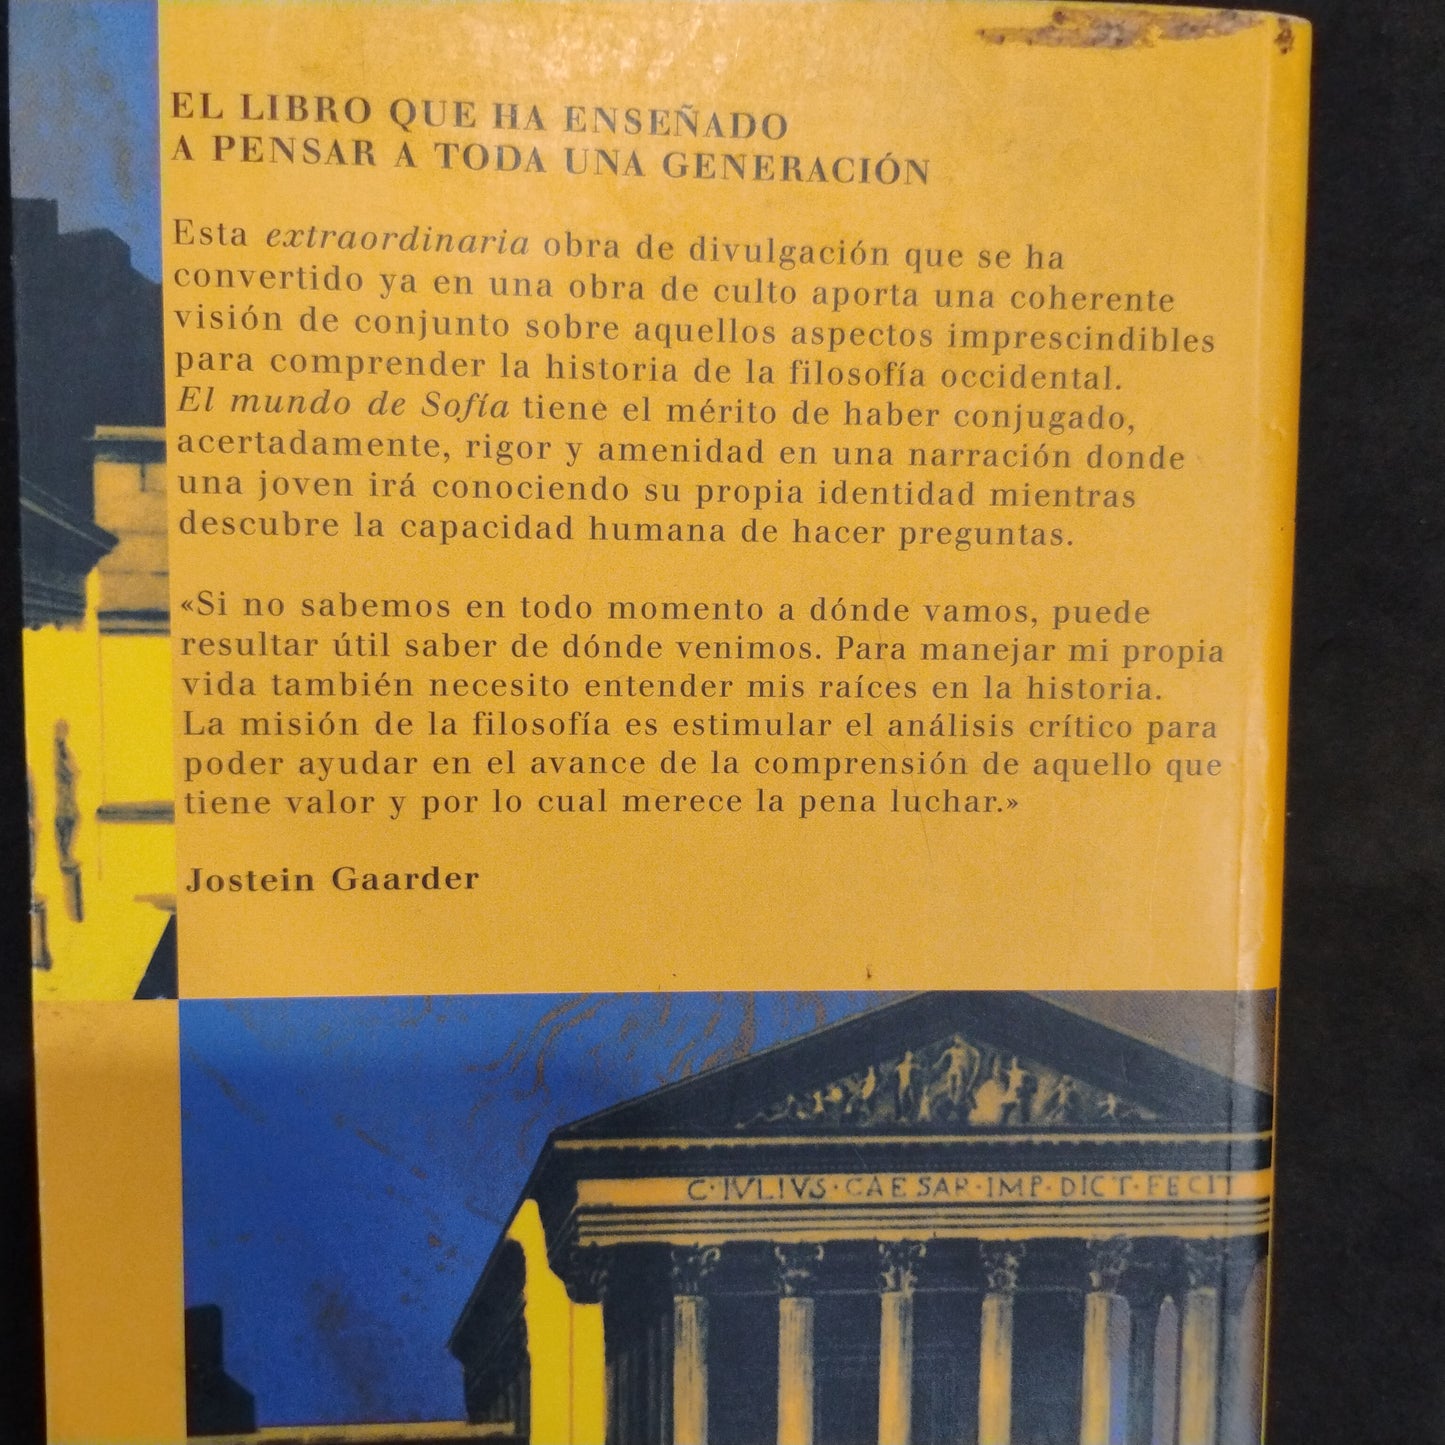 EL LIBRO QUE HA ENSEÑADO
A PENSAR A TODA UNA GENERACIÓN
Esta extraordinaria obra de divulgación que se ha
convertido ya en una obra de culto aporta una coherente
visión de conjunto sobre aquellos aspectos imprescindibles
para comprender la historia de la filosofía occidental.
El mundo de Sofía tiene el mérito de haber conjugado,
acertadamente, rigor y amenidad en una narración donde
una joven irá conociendo su propia identidad mientras
descubre la capacidad humana de hacer preguntas.
«Si no sabemos en todo momento a dónde vamos, puede
resultar útil saber de dónde venimos. Para manejar mi propia
vida también necesito entender mis raíces en la historia.
La misión de la filosofía es estimular el análisis crítico para
poder ayudar en el avance de la comprensión de aquello que
tiene valor y por lo cual merece la pena luchar.»
Jostein Gaarder
C·IVLIVS·CAESAR·IMP·DICT·FECIT